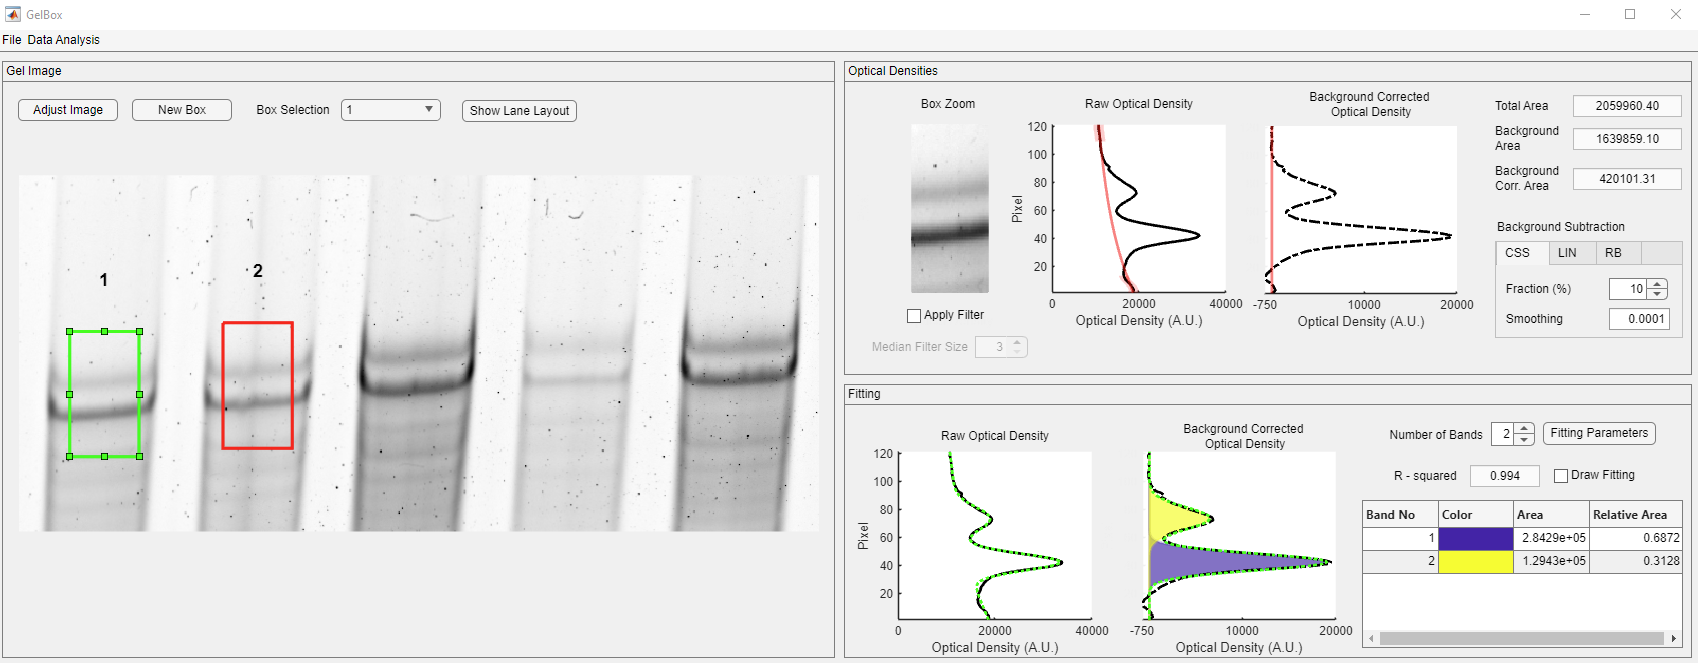 GelBox
File Data Analysis
Gel Image
Adjust Image
New Box
Box Selection
1
Show Lane Layout
1
2
Optical Densities
Box Zoom
Apply Filter
Median Filter Size
3
Raw Optical Density
120
100
80
60
40
20
Pixel
0
20000
40000
Optical Density (A.U.)
Background Corrected
Optical Density
-750
10000
20000
Optical Density (A.U.)
Total Area
2059960.40
Background
Area
1639859.10
Background
Corr. Area
420101.31
Background Subtraction
CSS LIN RB
Fraction (%)
10
Smoothing
0.0001
Fitting
Raw Optical Density
120
100
80
60
40
20
Pixel
0
20000
40000
Optical Density (A.U.)
Background Corrected
Optical Density
-750
10000
20000
Optical Density (A.U.)
Number of Bands
2
Fitting Parameters
R - squared
0.994
Draw Fitting
Band No Color Area Relative Area
1 2.8429e+05 0.6872
2 1.2943e+05 0.3128